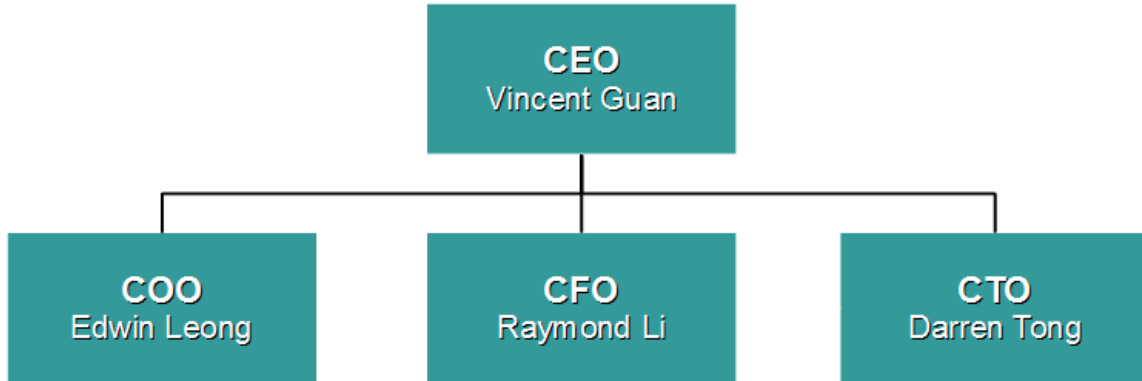 CEO
Vincent Guan
COO
Edwin Leong
CFO
Raymond Li
CTO
Darren Tong